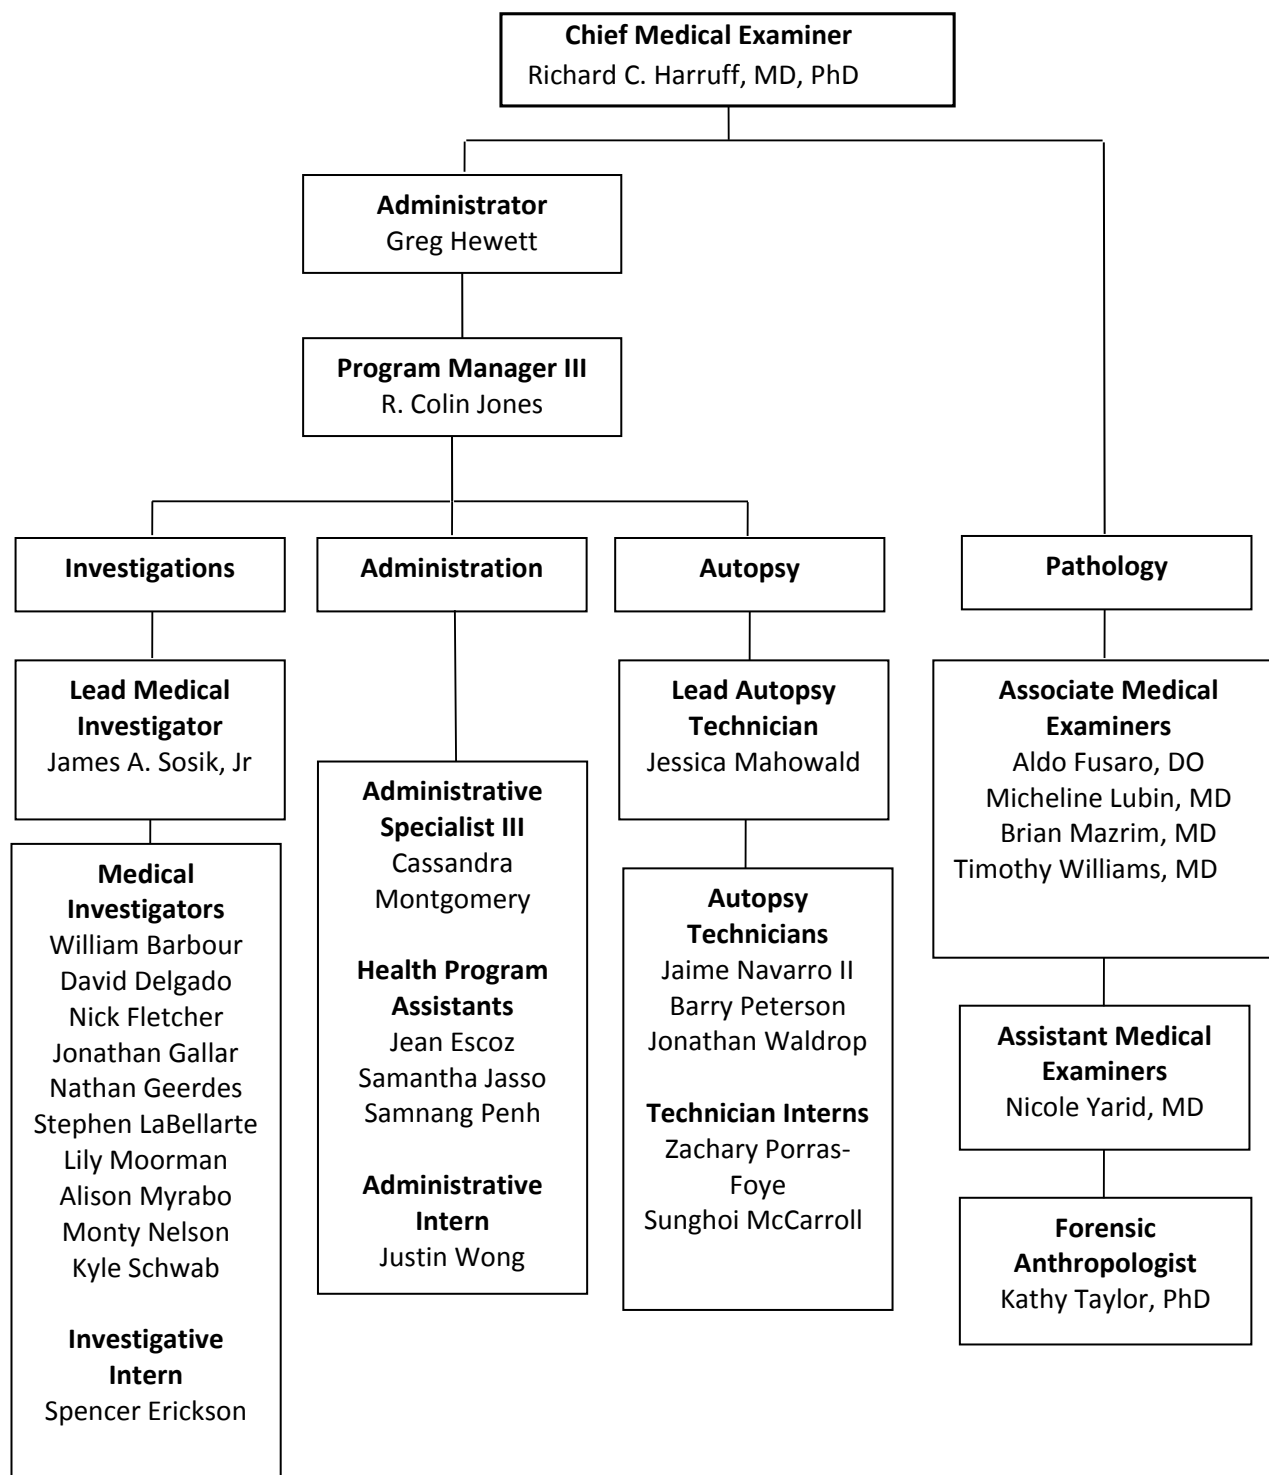 Chief Medical Examiner
Richard C. Harruff, MD, PhD
Administrator
Greg Hewett
Program Manager III
R. Colin Jones
Investigations
Administration
Autopsy
Pathology
Lead Medical
Investigator
James A. Sosik, Jr
Medical
Investigators
William Barbour
David Delgado
Nick Fletcher
Jonathan Gallar
Nathan Geerdes
Stephen LaBellarte
Lily Moorman
Alison Myrabo
Monty Nelson
Kyle Schwab
Investigative
Intern
Spencer Erickson
Administrative
Specialist III
Cassandra
Montgomery
Health Program
Assistants
Jean Escoz
Samantha Jasso
Samnang Penh
Administrative
Intern
Justin Wong
Lead Autopsy
Technician
Jessica Mahowald
Autopsy
Technicians
Jaime Navarro II
Barry Peterson
Jonathan Waldrop
Technician Interns
Zachary Porras-
Foye
Sunghoi McCarroll
Associate Medical
Examiners
Aldo Fusaro, DO
Micheline Lubin, MD
Brian Mazrim, MD
Timothy Williams, MD
Assistant Medical
Examiners
Nicole Yarid, MD
Forensic
Anthropologist
Kathy Taylor, PhD